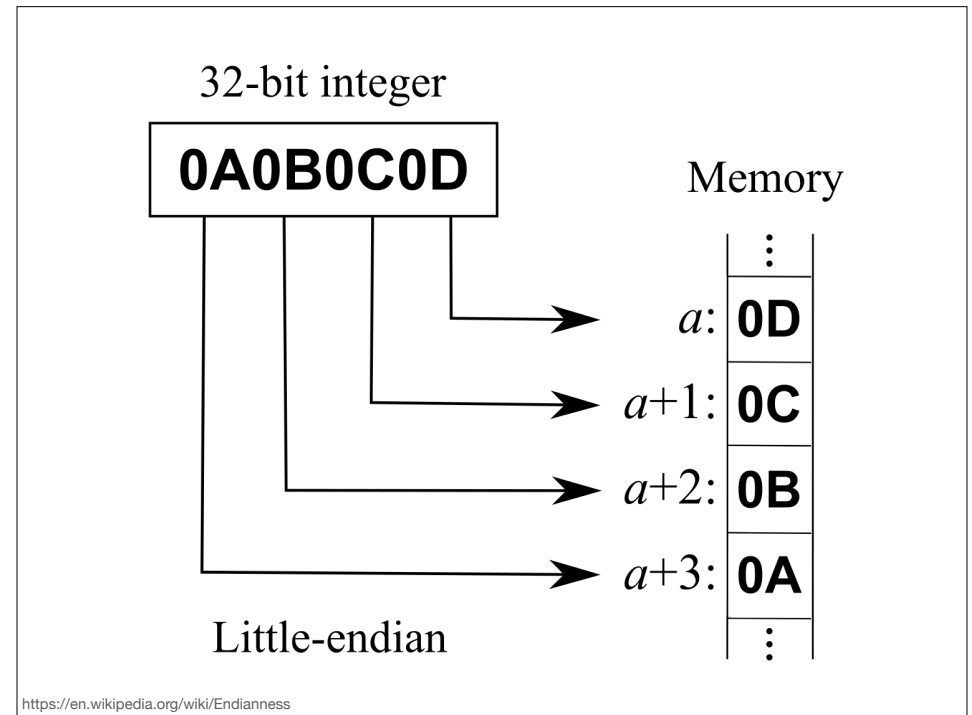 32-bit integer
0A0B0C0D
Memory
⋮
a: 0D
a+1: 0C
a+2: 0B
a+3: 0A
⋮
Little-endian
https://en.wikipedia.org/wiki/Endianness